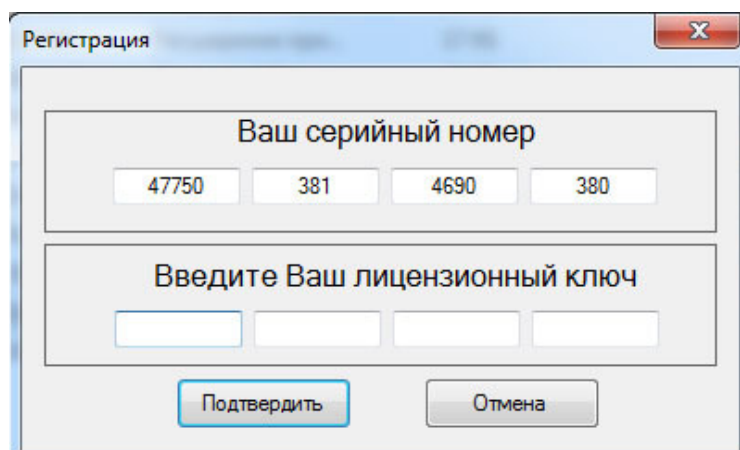 Регистрация
Ваш серийный номер
47750 381 4690 380
Введите Ваш лицензионный ключ
Подтвердить Отмена